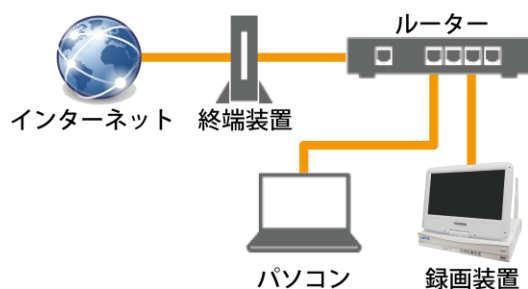 ルーター
インターネット
終端装置
パソコン
録画装置